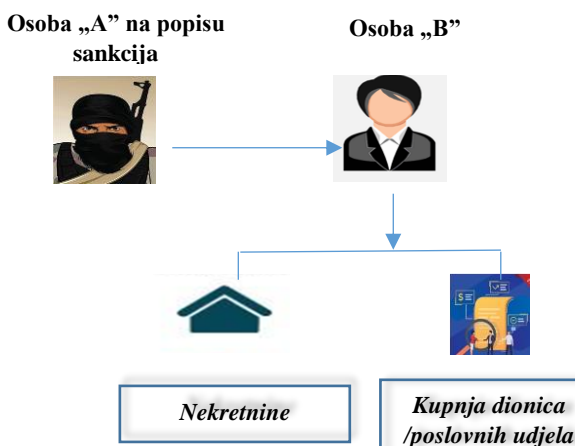 Osoba „A” na popisu
sankcija
Osoba „B”
Nekretnine
Kupnja dionica
/poslovnih udjela